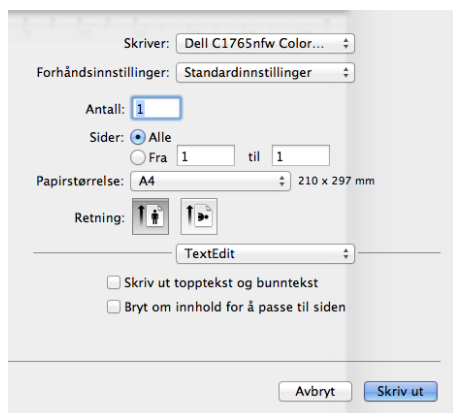 Skriver: Dell C1765nfw Color...
Forhåndsinnstillinger: Standardinnstillinger
Antall: 1
Sider: Alle
Fra 1 til 1
Papirstørrelse: A4 210 x 297 mm
Retning:
TextEdit
Skriv ut topptekst og bunntekst
Bryt om innhold for å passe til siden
Avbryt Skriv ut